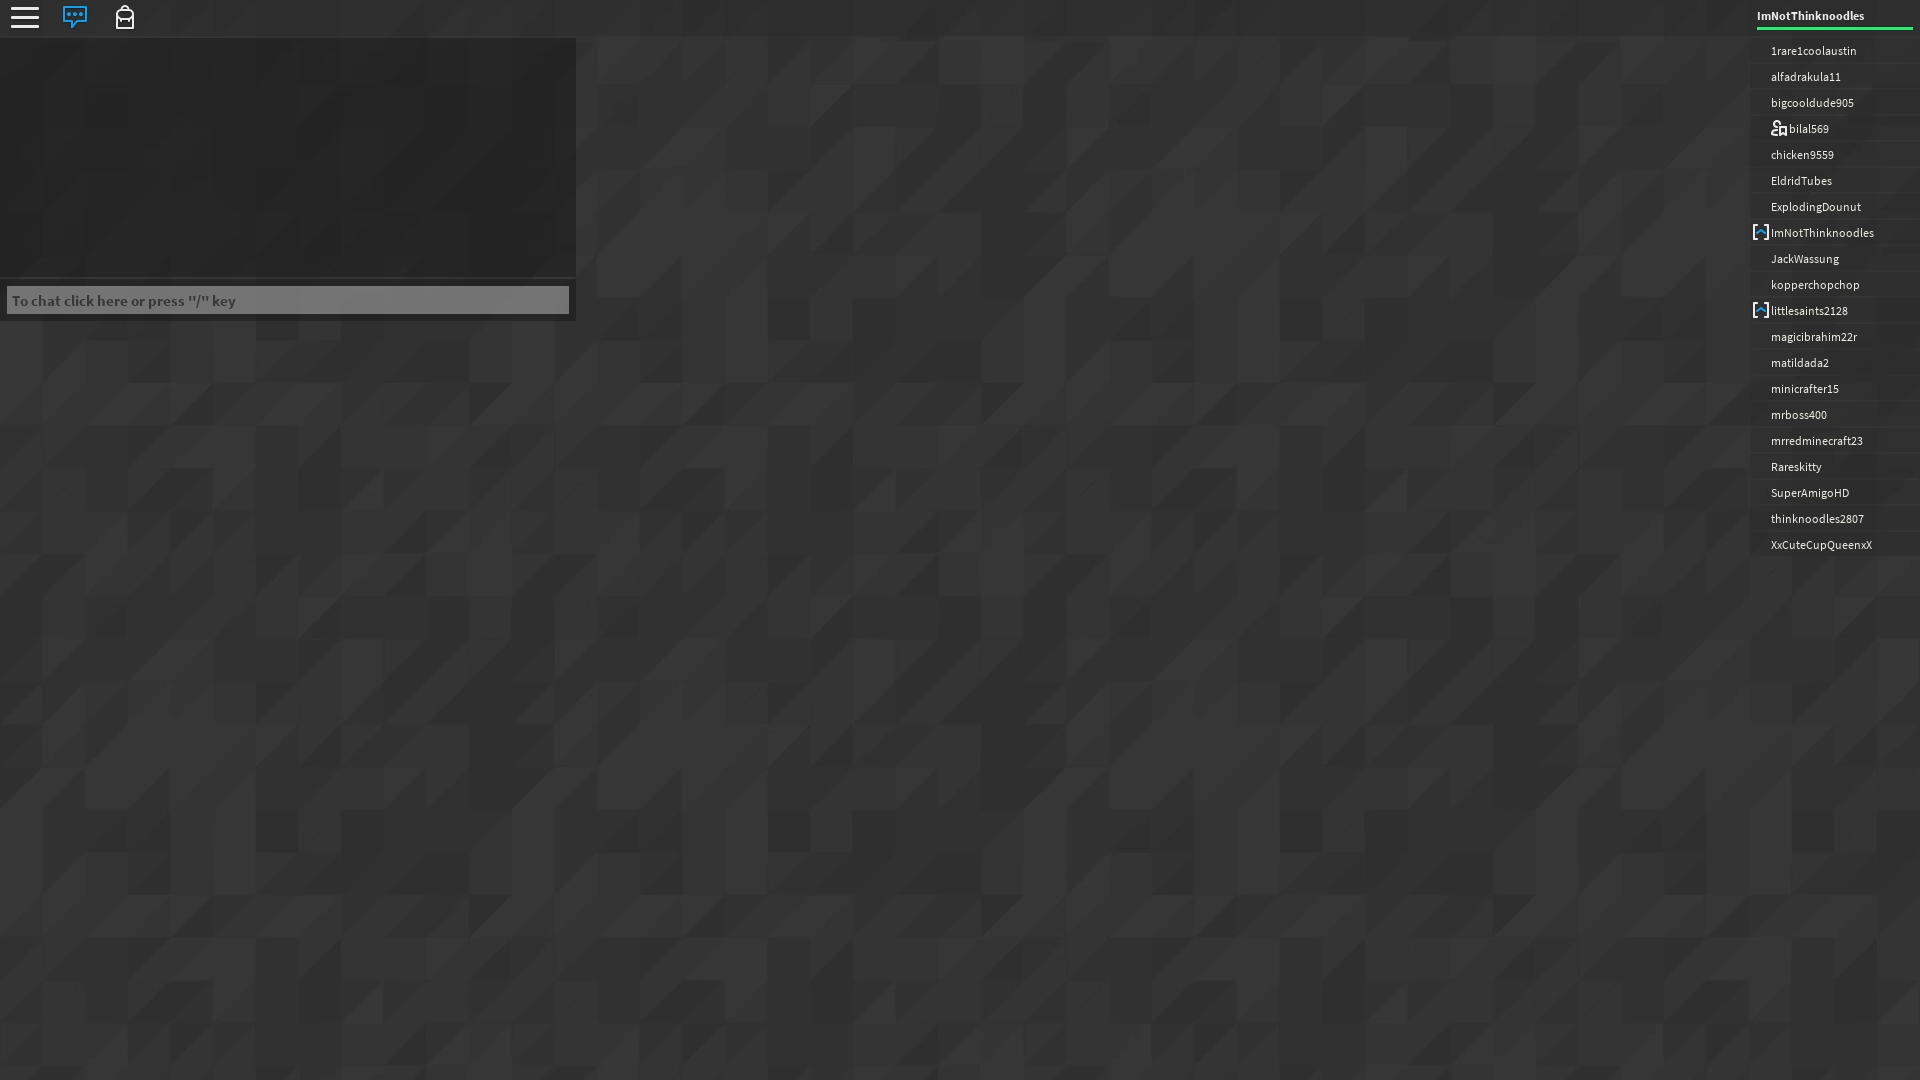 ImNotThinknoodles
1rare1coolaustin
alfadrakula11
bigcooldude905
bilal569
chicken9559
EldridTubes
ExplodingDounut
ImNotThinknoodles
JackWassung
kopperchopchop
littlesaints2128
magicibrahim22r
matildada2
minicrafter15
mrboss400
mrredminecraft23
Rareskitty
SuperAmigoHD
thinknoodles2807
XxCuteCupQueenxX
To chat click here or press "/" key